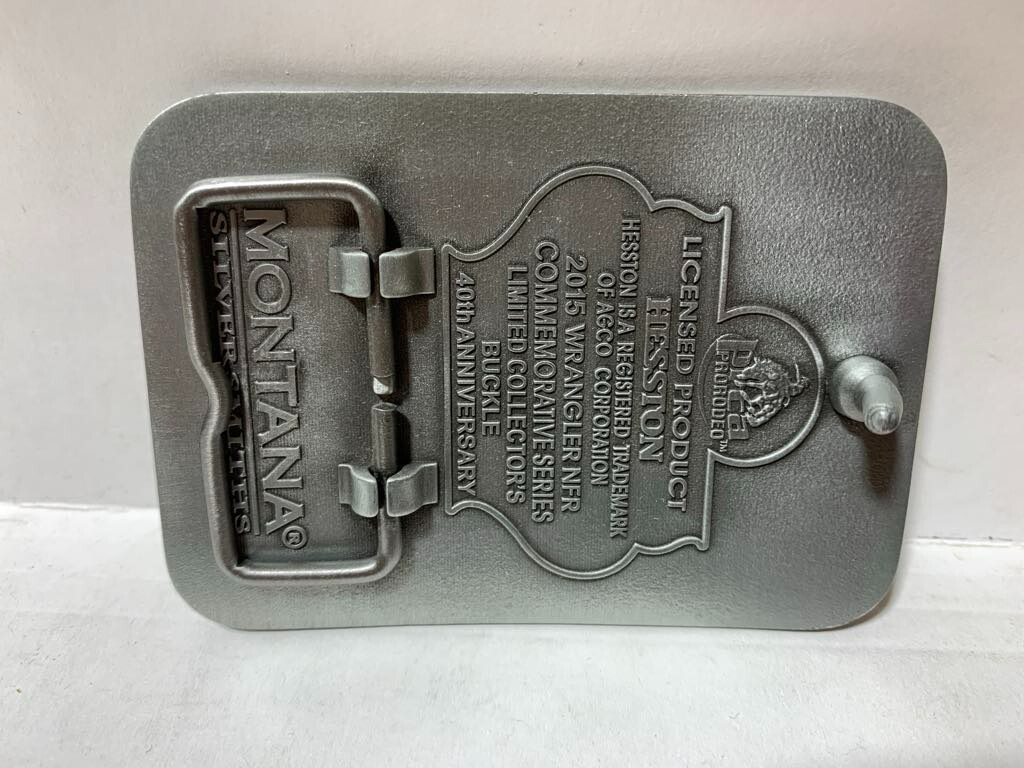 PRCA
PRORODEO™
LICENSED PRODUCT
HESSTON
HESSTON IS A REGISTERED TRADEMARK
OF AGCO CORPORATION
2015 WRANGLER NFR
COMMEMORATIVE SERIES
LIMITED COLLECTOR'S
BUCKLE
40th ANNIVERSARY
MONTANA®
SILVERSMITHS